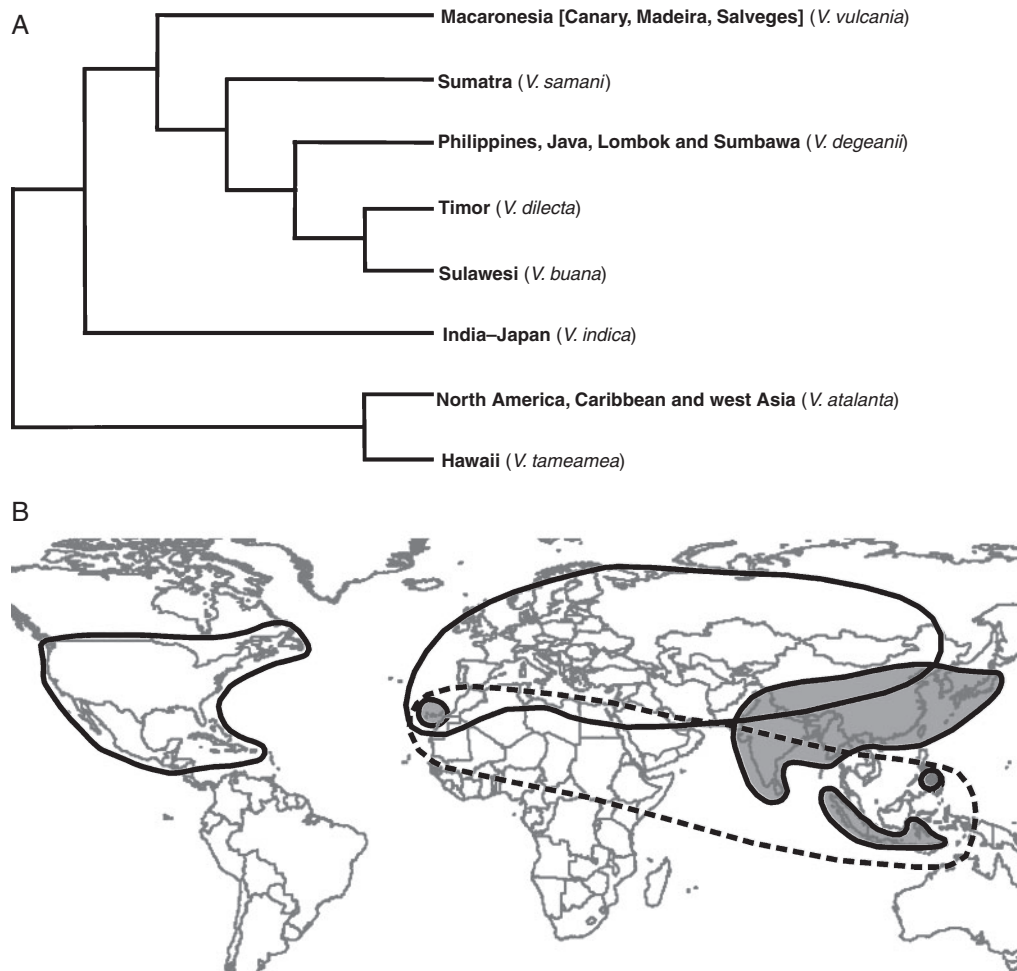 A
Macaronesia [Canary, Madeira, Salveges] (V. vulcania)
Sumatra (V. samani)
Philippines, Java, Lombok and Sumbawa (V. degeanii)
Timor (V. dilecta)
Sulawesi (V. buana)
India–Japan (V. indica)
North America, Caribbean and west Asia (V. atalanta)
Hawaii (V. tameamea)
B